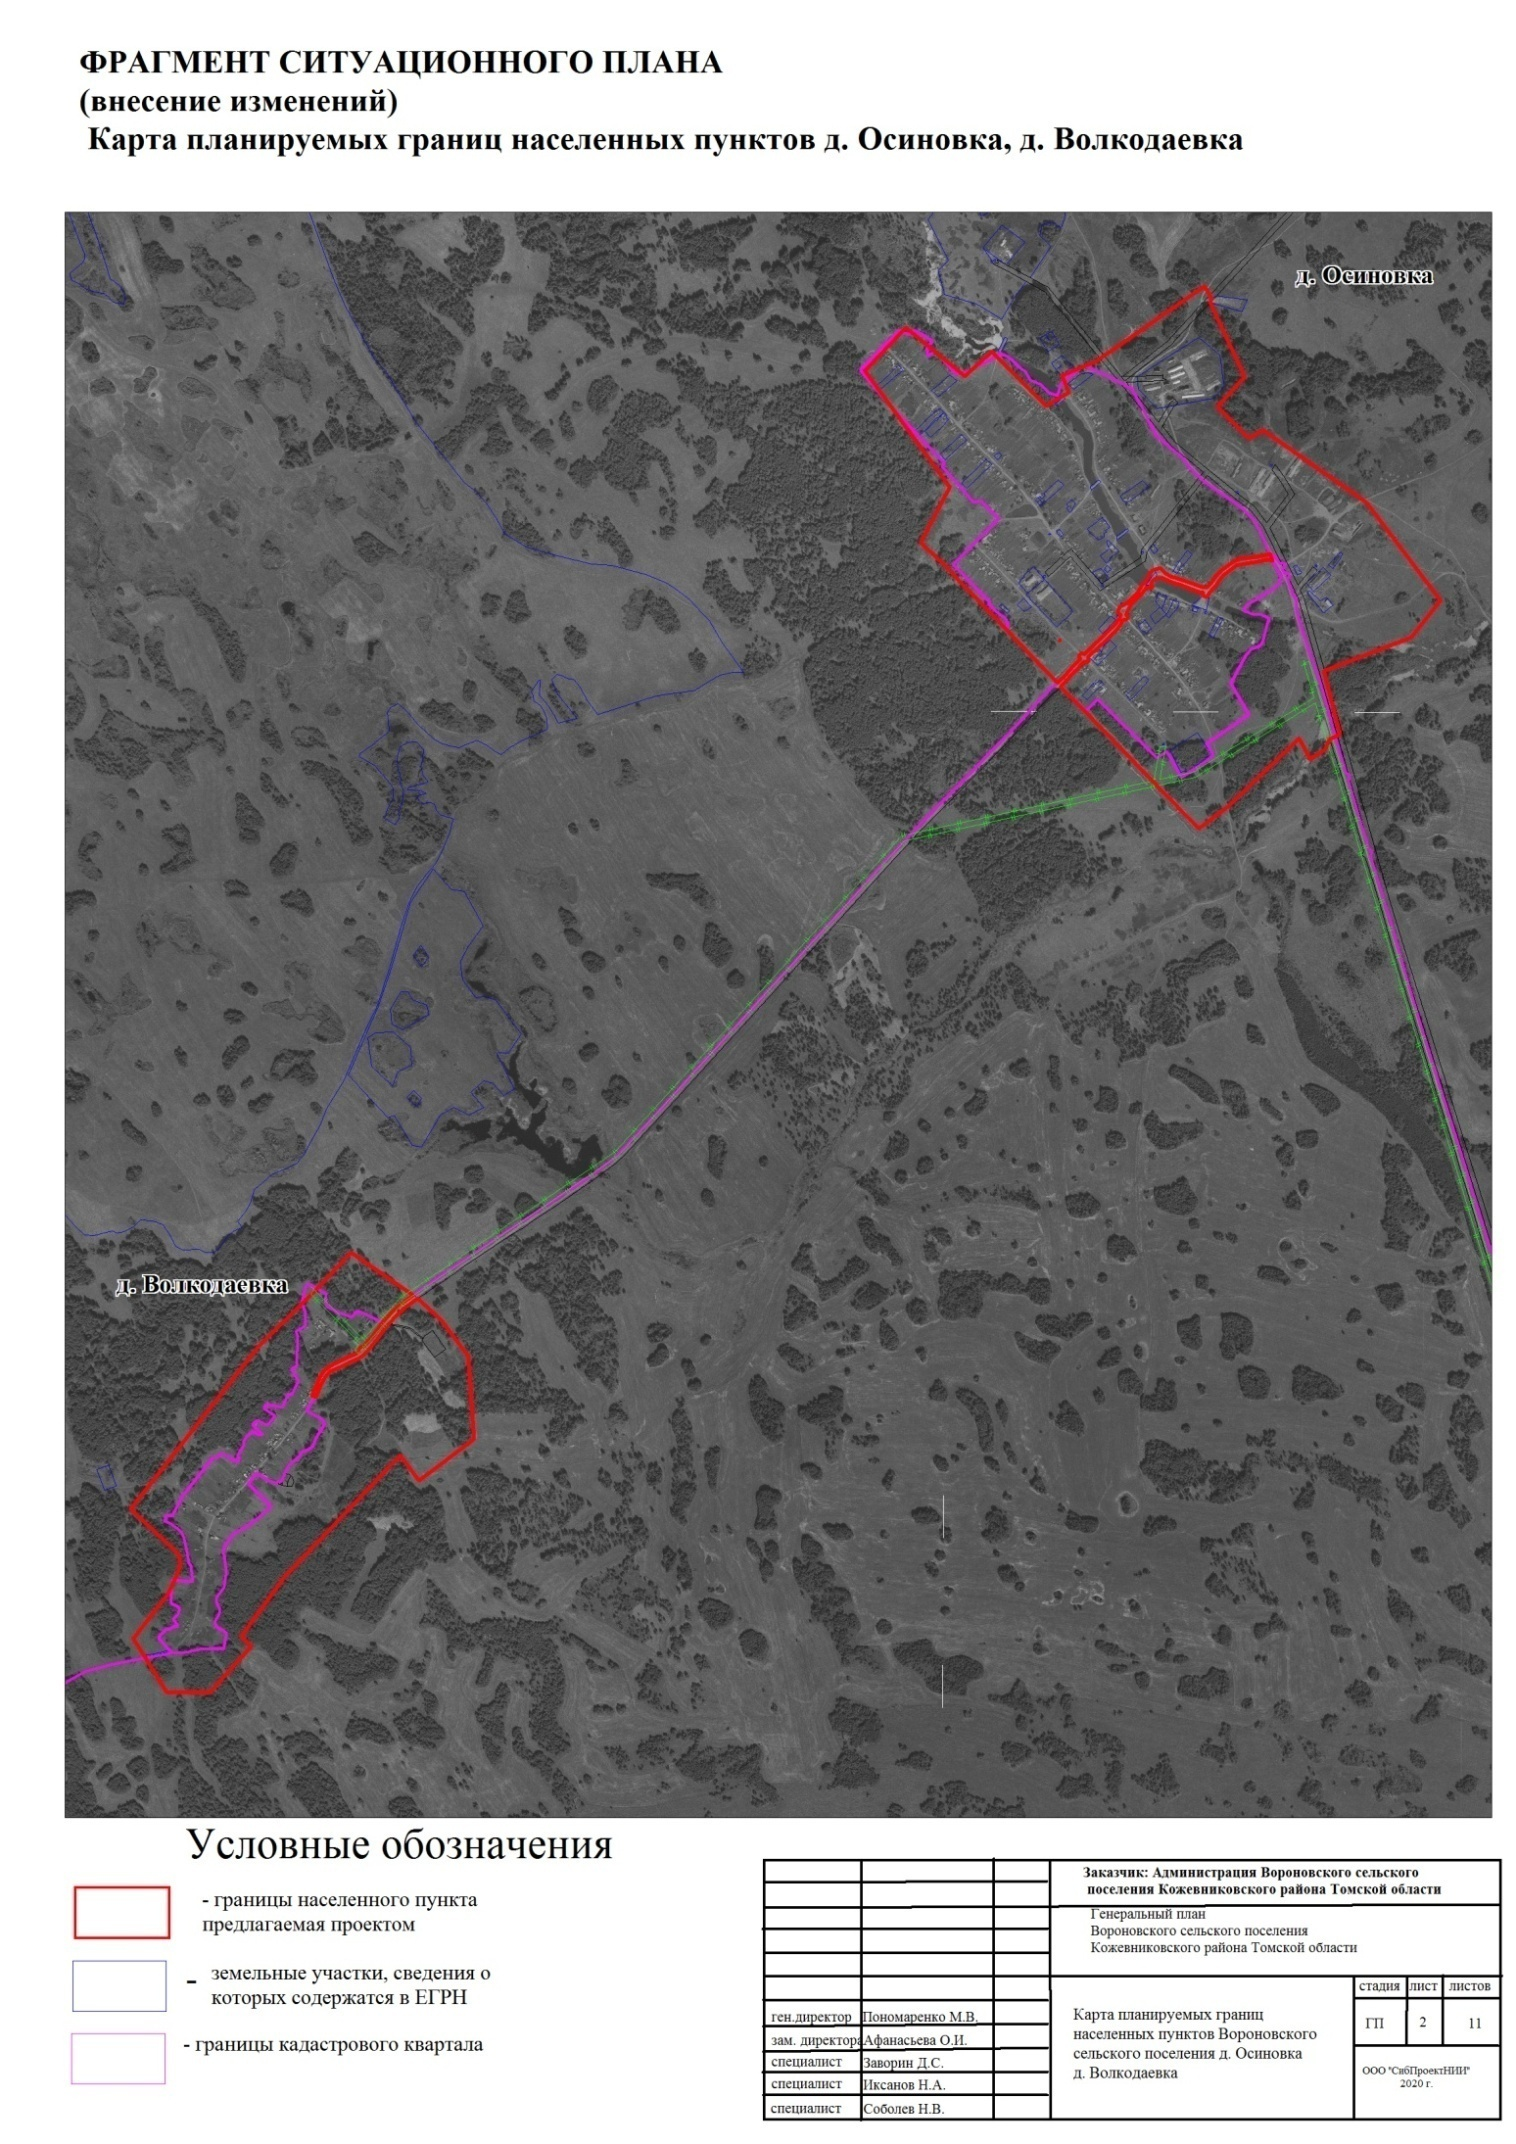 ФРАГМЕНТ СИТУАЦИОННОГО ПЛАНА
(внесение изменений)
Карта планируемых границ населенных пунктов д. Осиновка, д. Волкодаевка
д. Осиновка
д. Волкодаевка
Условные обозначения
- границы населенного пункта
предлагаемая проектом
- земельные участки, сведения о
которых содержатся в ЕГРН
- границы кадастрового квартала
Заказчик: Администрация Вороновского сельского
поселения Кожевниковского района Томской области
Генеральный план
Вороновского сельского поселения
Кожевниковского района Томской области
стадия лист листов
ГП 2 11
ген.директор Пономаренко М.В.
зам. директора Афанасьева О.И.
специалист Заворин Д.С.
специалист Иксанов Н.А.
специалист Соболев Н.В.
Карта планируемых границ
населенных пунктов Вороновского
сельского поселения д. Осиновка
д. Волкодаевка
ООО "СибПроектНИИ"
2020 г.